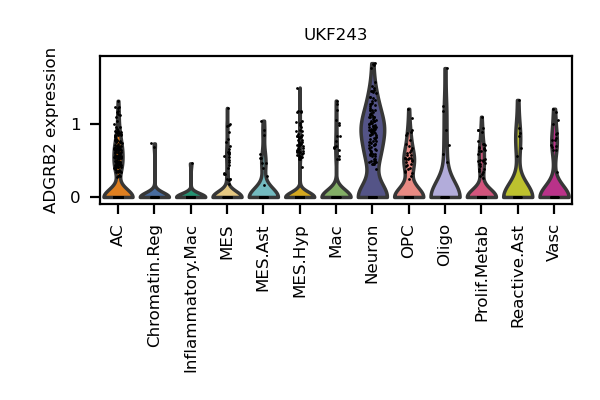 UKF243
ADGRB2 expression
1
0
AC
Chromatin.Reg
Inflammatory.Mac
MES
MES.Ast
MES.Hyp
Mac
Neuron
OPC
Oligo
Prolif.Metab
Reactive.Ast
Vasc